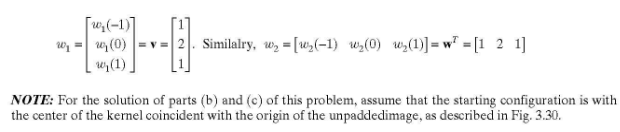 w₁ = [w₁(-1) w₁(0) w₁(1)] = v = [1 2 1]. Similalry, w₂ = [w₂(-1) w₂(0) w₂(1)] = wᵀ = [1 2 1]
NOTE: For the solution of parts (b) and (c) of this problem, assume that the starting configuration is with
the center of the kernel coincident with the origin of the unpaddedimage, as described in Fig. 3.30.